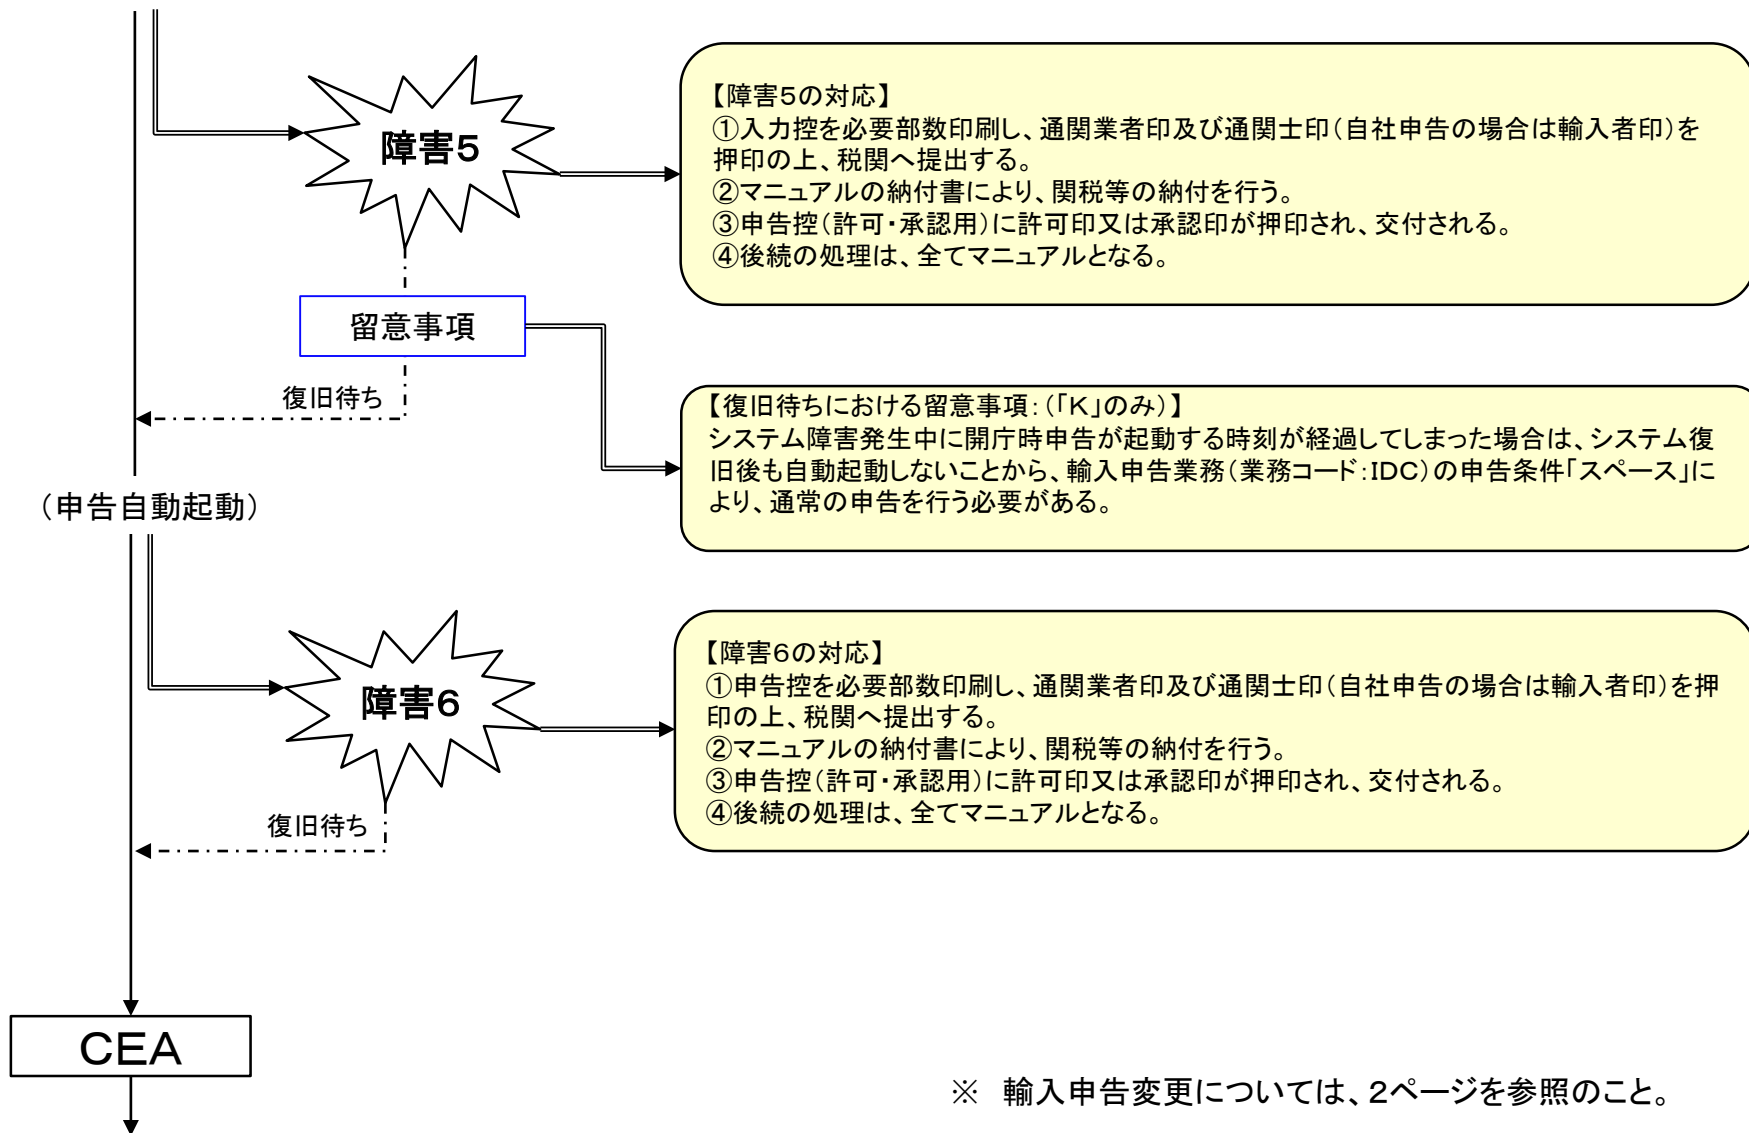 障害5
【障害5の対応】
①入力控を必要部数印刷し、通関業者印及び通関士印(自社申告の場合は輸入者印)を
押印の上、税関へ提出する。
②マニュアルの納付書により、関税等の納付を行う。
③申告控(許可・承認用)に許可印又は承認印が押印され、交付される。
④後続の処理は、全てマニュアルとなる。
留意事項
復旧待ち
【復旧待ちにおける留意事項:(「K」のみ)】
システム障害発生中に開庁時申告が起動する時刻が経過してしまった場合は、システム復
旧後も自動起動しないことから、輸入申告業務(業務コード:IDC)の申告条件「スペース」に
より、通常の申告を行う必要がある。
(申告自動起動)
障害6
【障害6の対応】
①申告控を必要部数印刷し、通関業者印及び通関士印(自社申告の場合は輸入者印)を押
印の上、税関へ提出する。
②マニュアルの納付書により、関税等の納付を行う。
③申告控(許可・承認用)に許可印又は承認印が押印され、交付される。
④後続の処理は、全てマニュアルとなる。
復旧待ち
CEA
※ 輸入申告変更については、2ページを参照のこと。